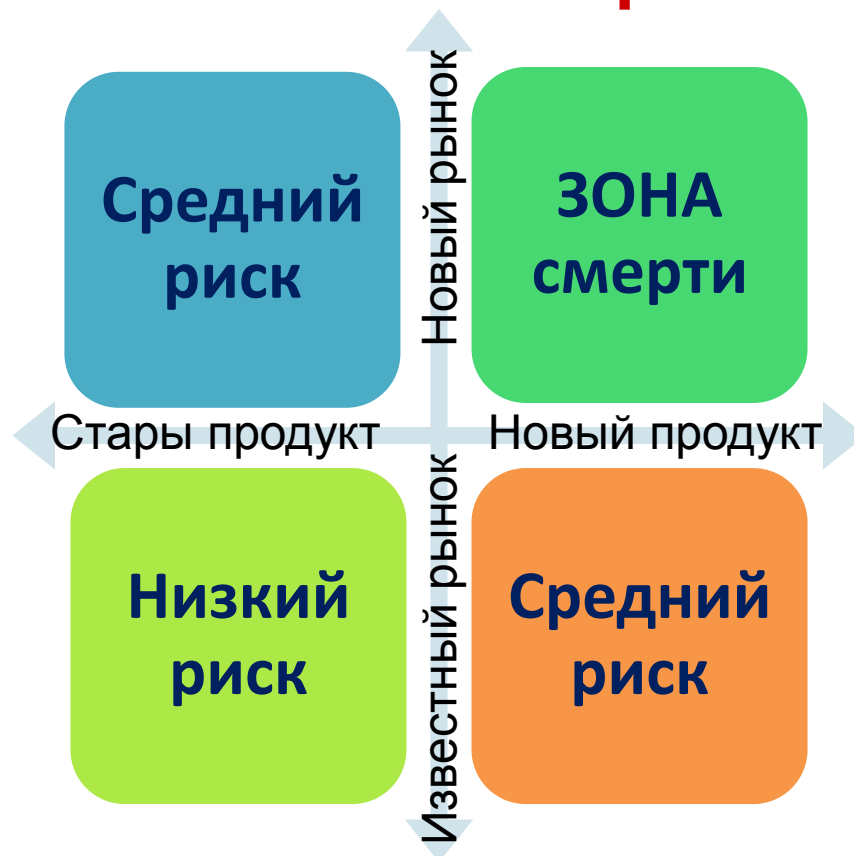 Новый рынок
Средний
риск
ЗОНА
смерти
Стары продукт
Новый продукт
Известный рынок
Низкий
риск
Средний
риск